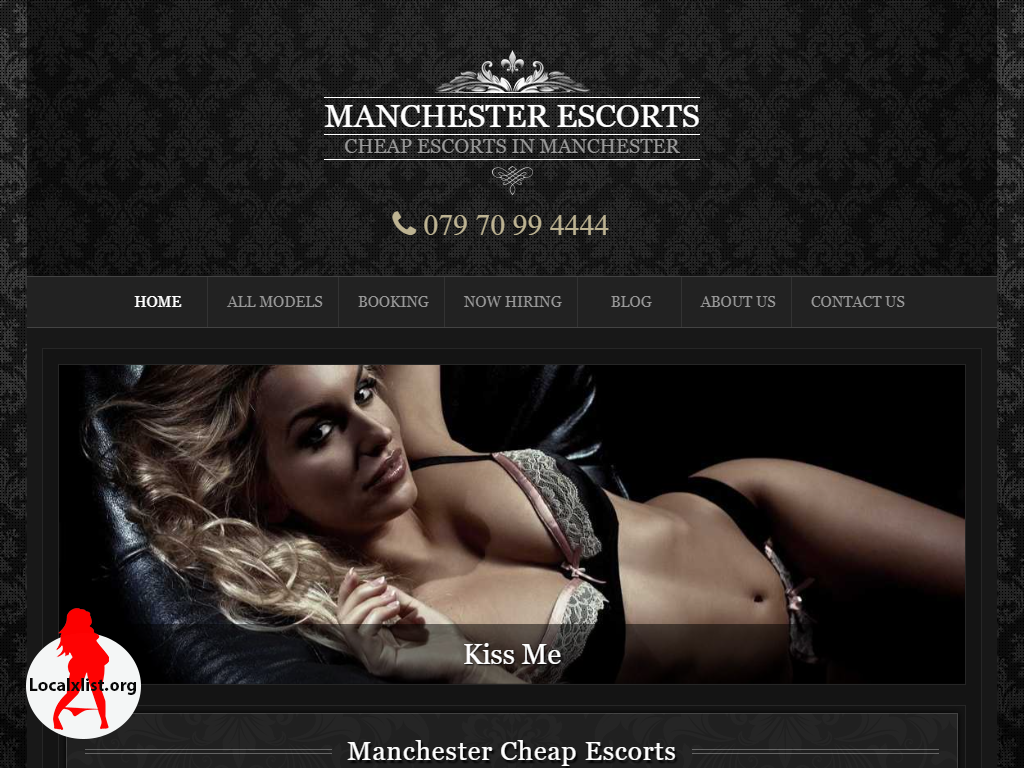 MANCHESTER ESCORTS
CHEAP ESCORTS IN MANCHESTER
079 70 99 4444
HOME
ALL MODELS
BOOKING
NOW HIRING
BLOG
ABOUT US
CONTACT US
Kiss Me
Localxlist.org
Manchester Cheap Escorts